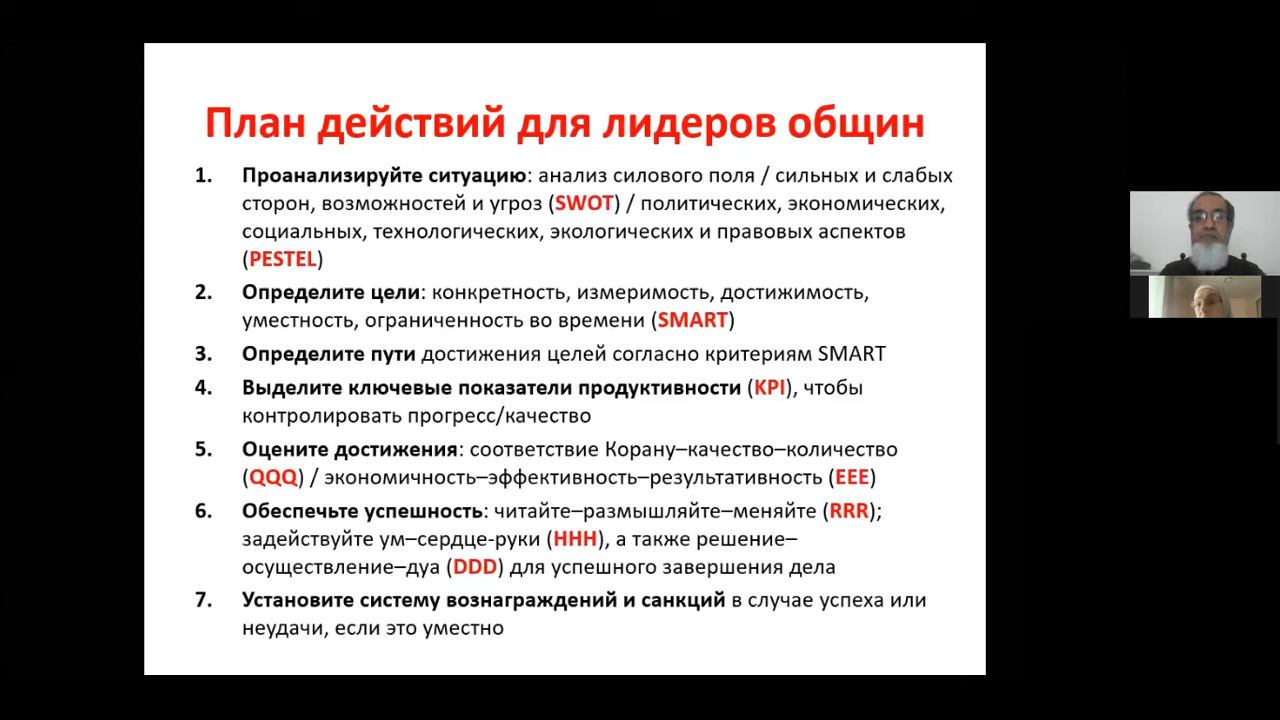 План действий для лидеров общин
1. Проанализируйте ситуацию: анализ силового поля / сильных и слабых
сторон, возможностей и угроз (SWOT) / политических, экономических,
социальных, технологических, экологических и правовых аспектов
(PESTEL)
2. Определите цели: конкретность, измеримость, достижимость,
уместность, ограниченность во времени (SMART)
3. Определите пути достижения целей согласно критериям SMART
4. Выделите ключевые показатели продуктивности (KPI), чтобы
контролировать прогресс/качество
5. Оцените достижения: соответствие Корану–качество–количество
(QQQ) / экономичность–эффективность–результативность (EEE)
6. Обеспечьте успешность: читайте–размышляйте–меняйте (RRR);
задействуйте ум–сердце-руки (HHH), а также решение–
осуществление–дуа (DDD) для успешного завершения дела
7. Установите систему вознаграждений и санкций в случае успеха или
неудачи, если это уместно